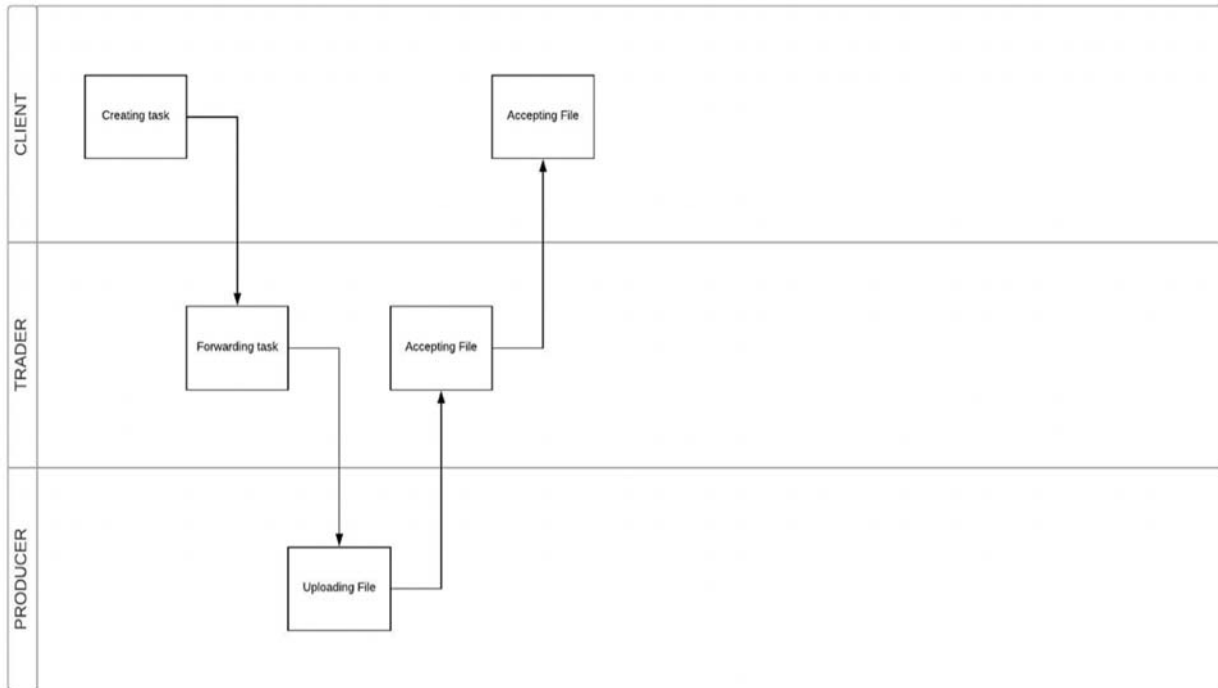 CLIENT
Creating task
Accepting File
TRADER
Forwarding task
Accepting File
PRODUCER
Uploading File